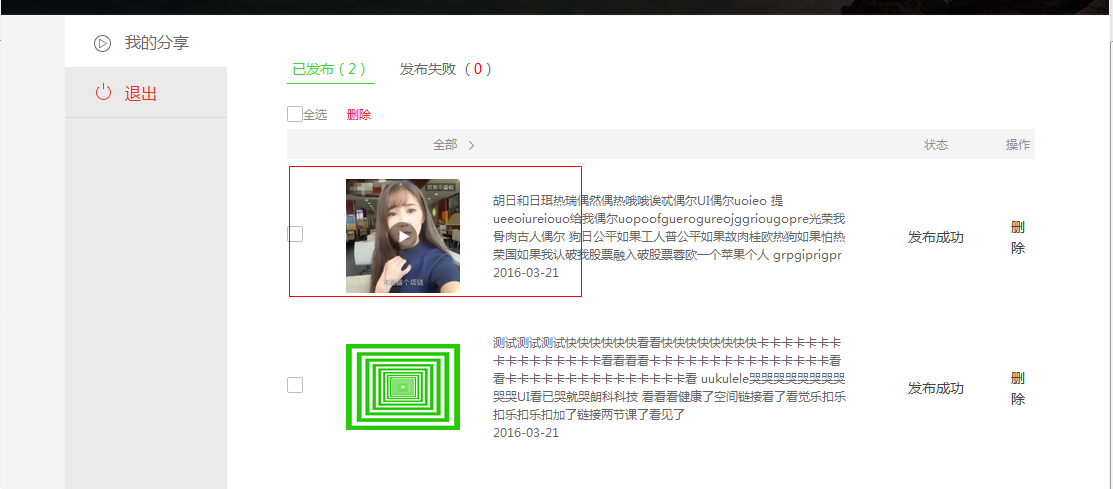 我的分享
退出
已发布（2）
发布失败 （0）
全选
删除
全部 >
状态
操作
胡日和日珥热瑞偶然偶热哦哦诶忒偶尔UI偶尔uoieo 提
ueeoiureiouo给我偶尔uopoofguerogureojggriougopre光荣我
骨肉古人偶尔 狗日公平如果工人普公平如果故肉桂欧热狗如果怕热
荣国如果我认破我股票融入破股票蓉欧一个苹果个人 grpgiprigpr
2016-03-21
发布成功
删
除
测试测试测试快快快快快快看看快快快快快快快快卡卡卡卡卡卡卡
卡卡卡卡卡卡卡卡卡看看看看卡卡卡卡卡卡卡卡卡卡卡卡卡卡卡看
看卡卡卡卡卡卡卡卡卡卡卡卡卡卡卡看 uukulele哭哭哭哭哭哭哭哭
哭哭UI看已哭就哭朗科科技 看看看健康了空间链接看了看觉乐扣乐
扣乐扣乐扣加了链接两节课了看见了
2016-03-21
发布成功
删
除